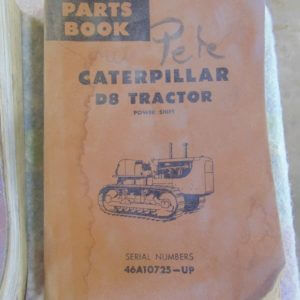 PARTS
BOOK
Pete
CATERPILLAR
D8 TRACTOR
POWER SHIFT
SERIAL NUMBERS
46A10725-UP